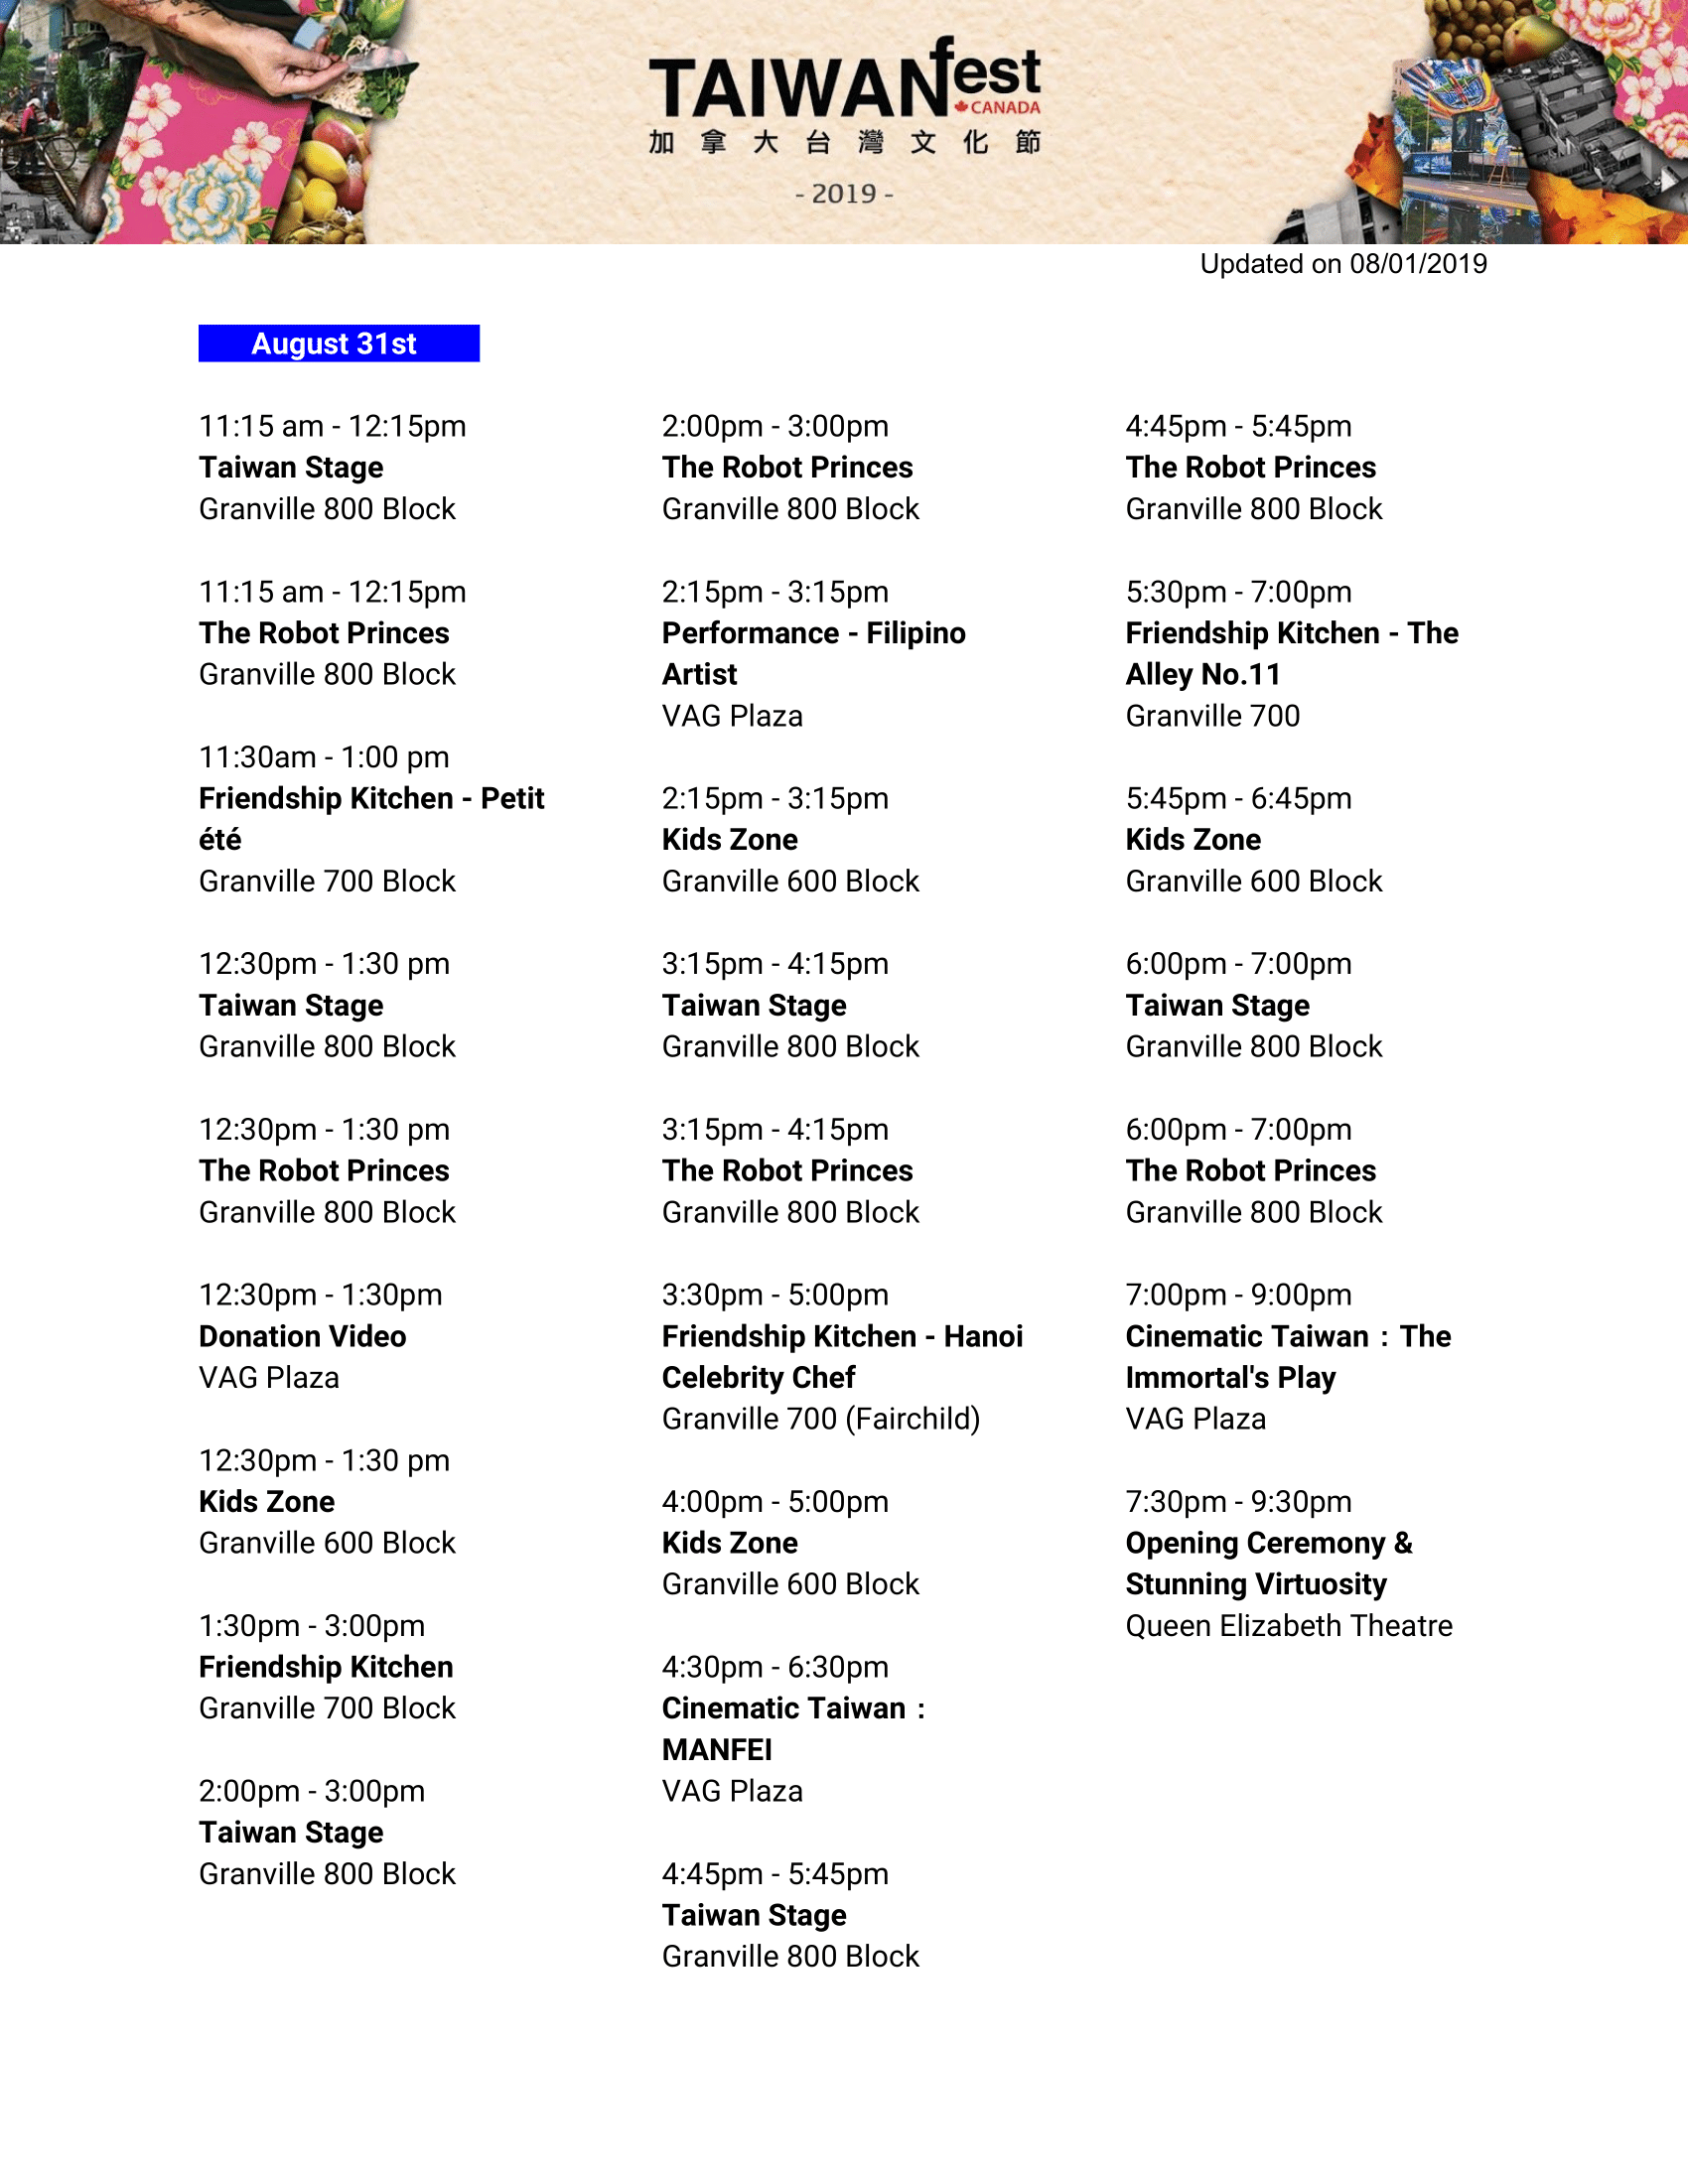 TAIWANfest
CANADA
加拿大台灣文化節
- 2019 -
Updated on 08/01/2019
August 31st
11:15 am - 12:15pm
Taiwan Stage
Granville 800 Block
11:15 am - 12:15pm
The Robot Princes
Granville 800 Block
11:30am - 1:00 pm
Friendship Kitchen - Petit
été
Granville 700 Block
12:30pm - 1:30 pm
Taiwan Stage
Granville 800 Block
12:30pm - 1:30 pm
The Robot Princes
Granville 800 Block
12:30pm - 1:30pm
Donation Video
VAG Plaza
12:30pm - 1:30 pm
Kids Zone
Granville 600 Block
1:30pm - 3:00pm
Friendship Kitchen
Granville 700 Block
2:00pm - 3:00pm
Taiwan Stage
Granville 800 Block
2:00pm - 3:00pm
The Robot Princes
Granville 800 Block
2:15pm - 3:15pm
Performance - Filipino
Artist
VAG Plaza
2:15pm - 3:15pm
Kids Zone
Granville 600 Block
3:15pm - 4:15pm
Taiwan Stage
Granville 800 Block
3:15pm - 4:15pm
The Robot Princes
Granville 800 Block
3:30pm - 5:00pm
Friendship Kitchen - Hanoi
Celebrity Chef
Granville 700 (Fairchild)
4:00pm - 5:00pm
Kids Zone
Granville 600 Block
4:30pm - 6:30pm
Cinematic Taiwan：
MANFEI
VAG Plaza
4:45pm - 5:45pm
Taiwan Stage
Granville 800 Block
4:45pm - 5:45pm
The Robot Princes
Granville 800 Block
5:30pm - 7:00pm
Friendship Kitchen - The
Alley No.11
Granville 700
5:45pm - 6:45pm
Kids Zone
Granville 600 Block
6:00pm - 7:00pm
Taiwan Stage
Granville 800 Block
6:00pm - 7:00pm
The Robot Princes
Granville 800 Block
7:00pm - 9:00pm
Cinematic Taiwan：The
Immortal's Play
VAG Plaza
7:30pm - 9:30pm
Opening Ceremony &
Stunning Virtuosity
Queen Elizabeth Theatre